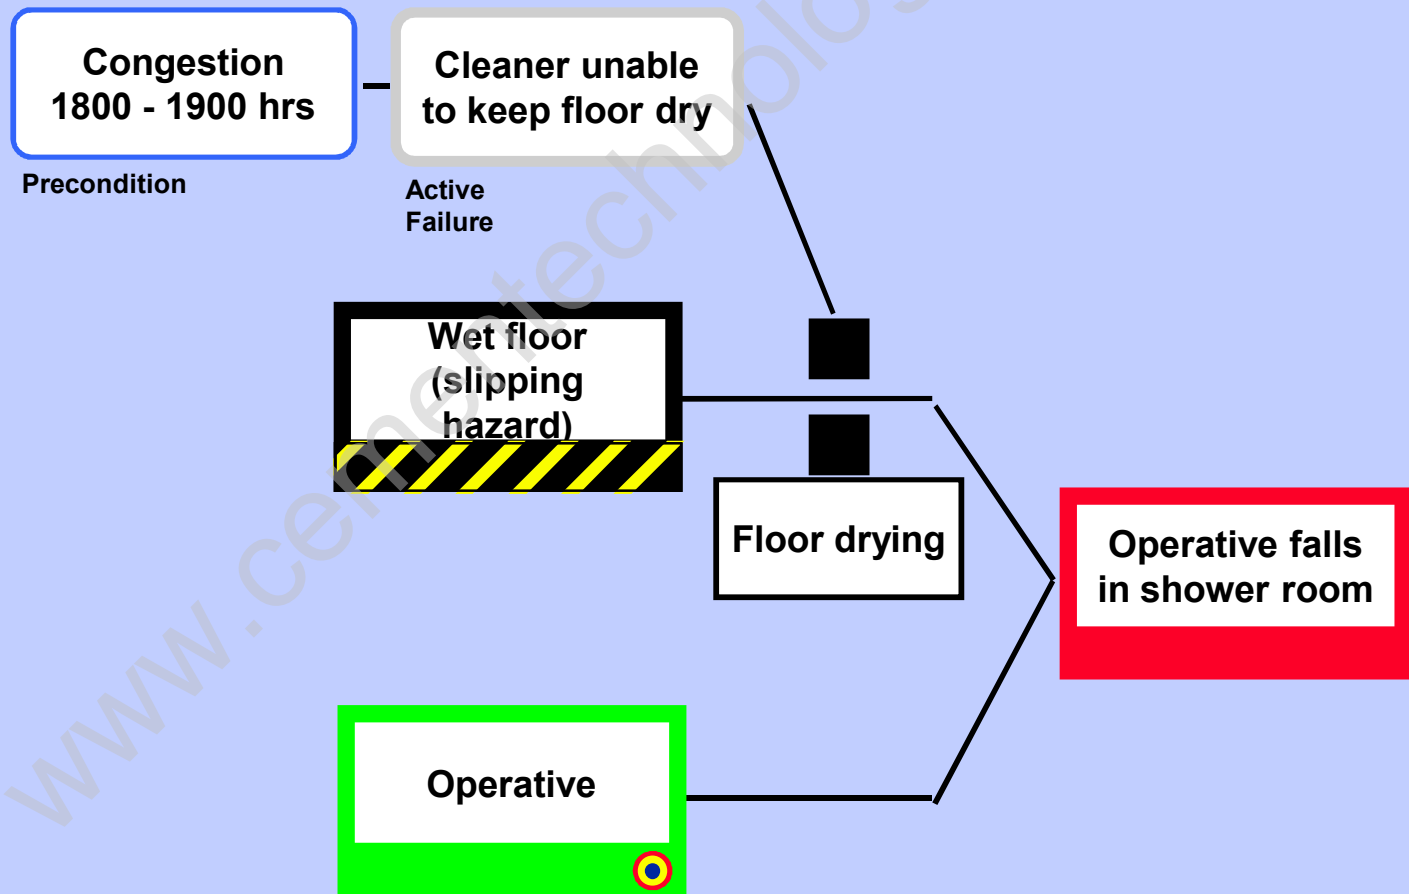 Congestion
1800 - 1900 hrs
Precondition
Cleaner unable
to keep floor dry
Active
Failure
Wet floor
(slipping
hazard)
Floor drying
Operative falls
in shower room
Operative
www.cementechnolog